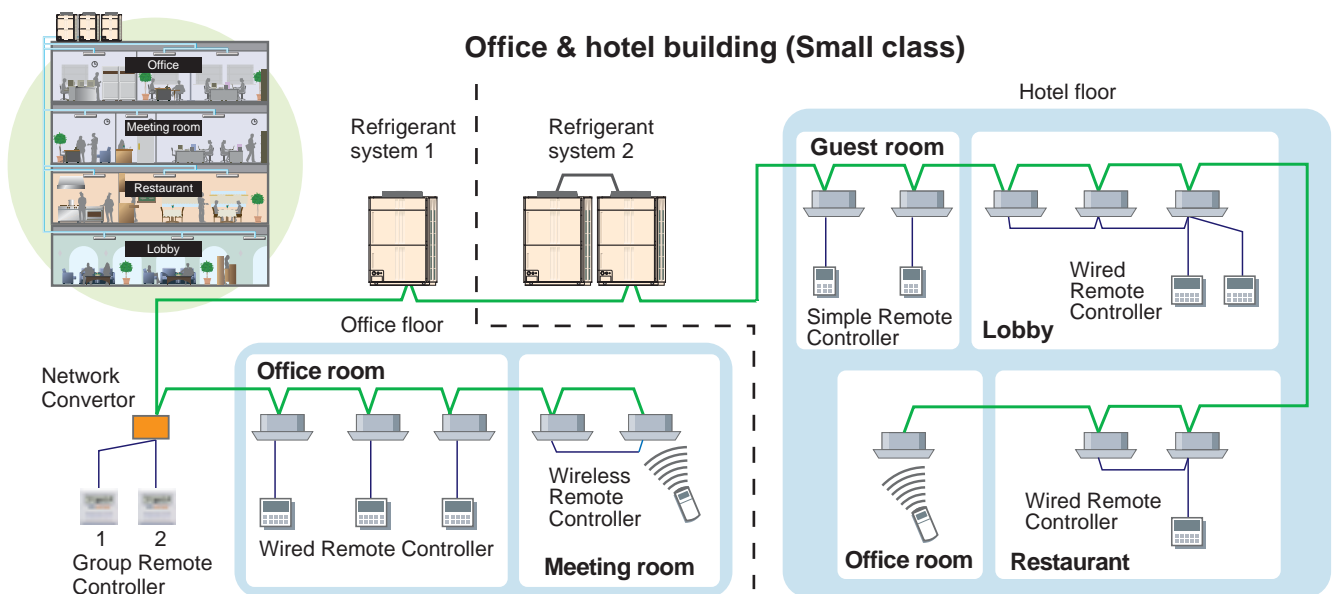 Office & hotel building (Small class)
Office
Meeting room
Restaurant
Lobby
Refrigerant
system 1
Refrigerant
system 2
Hotel floor
Guest room
Simple Remote
Controller
Wired
Remote
Controller
Lobby
Office floor
Network
Convertor
1
2
Group Remote
Controller
Office room
Wired Remote Controller
Wireless
Remote
Controller
Meeting room
Office room
Wired Remote
Controller
Restaurant